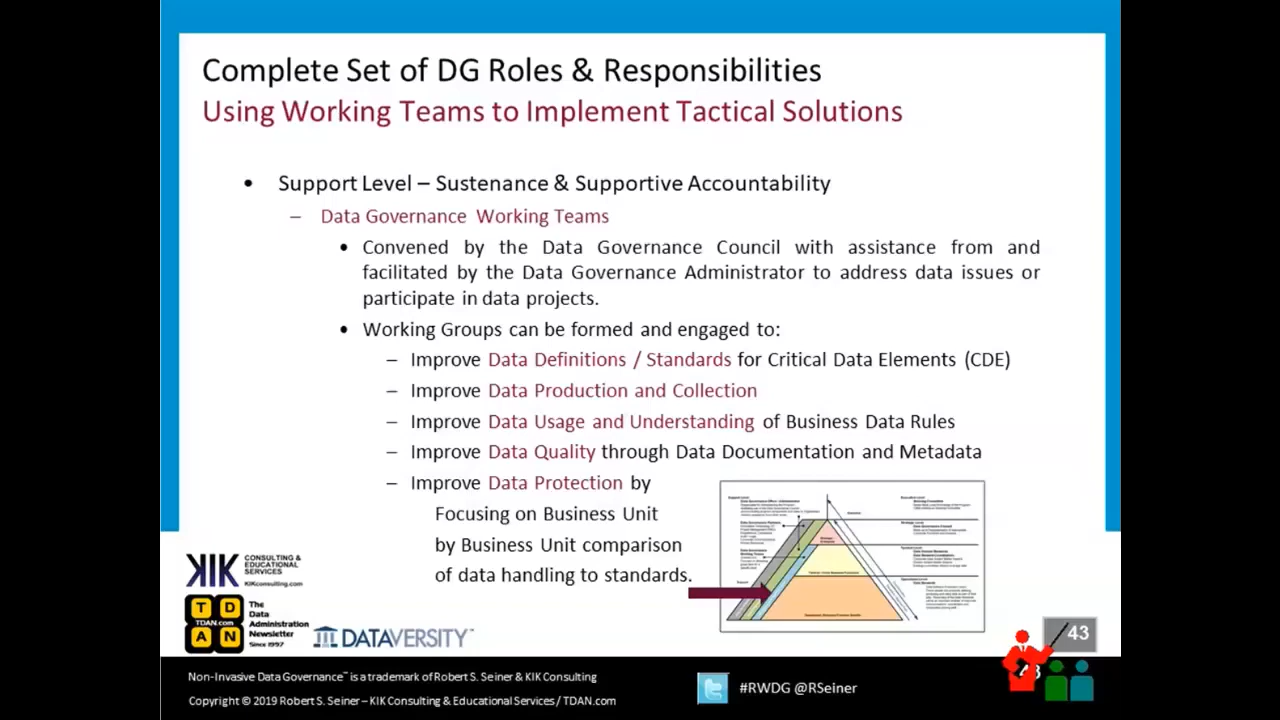 Complete Set of DG Roles & Responsibilities
Using Working Teams to Implement Tactical Solutions
• Support Level – Sustenance & Supportive Accountability
– Data Governance Working Teams
• Convened by the Data Governance Council with assistance from and
facilitated by the Data Governance Administrator to address data issues or
participate in data projects.
• Working Groups can be formed and engaged to:
– Improve Data Definitions / Standards for Critical Data Elements (CDE)
– Improve Data Production and Collection
– Improve Data Usage and Understanding of Business Data Rules
– Improve Data Quality through Data Documentation and Metadata
– Improve Data Protection by
Focusing on Business Unit
by Business Unit comparison
of data handling to standards.
KIK CONSULTING &
EDUCATIONAL
SERVICES
KIKconsulting.com
TD
TDAN.com
AN
The
Data
Administration
Newsletter
Since 1997
DATAVERSITY™
43
Non-Invasive Data Governance™ is a trademark of Robert S. Seiner & KIK Consulting
Copyright © 2019 Robert S. Seiner – KIK Consulting & Educational Services / TDAN.com
#RWDG @RSeiner